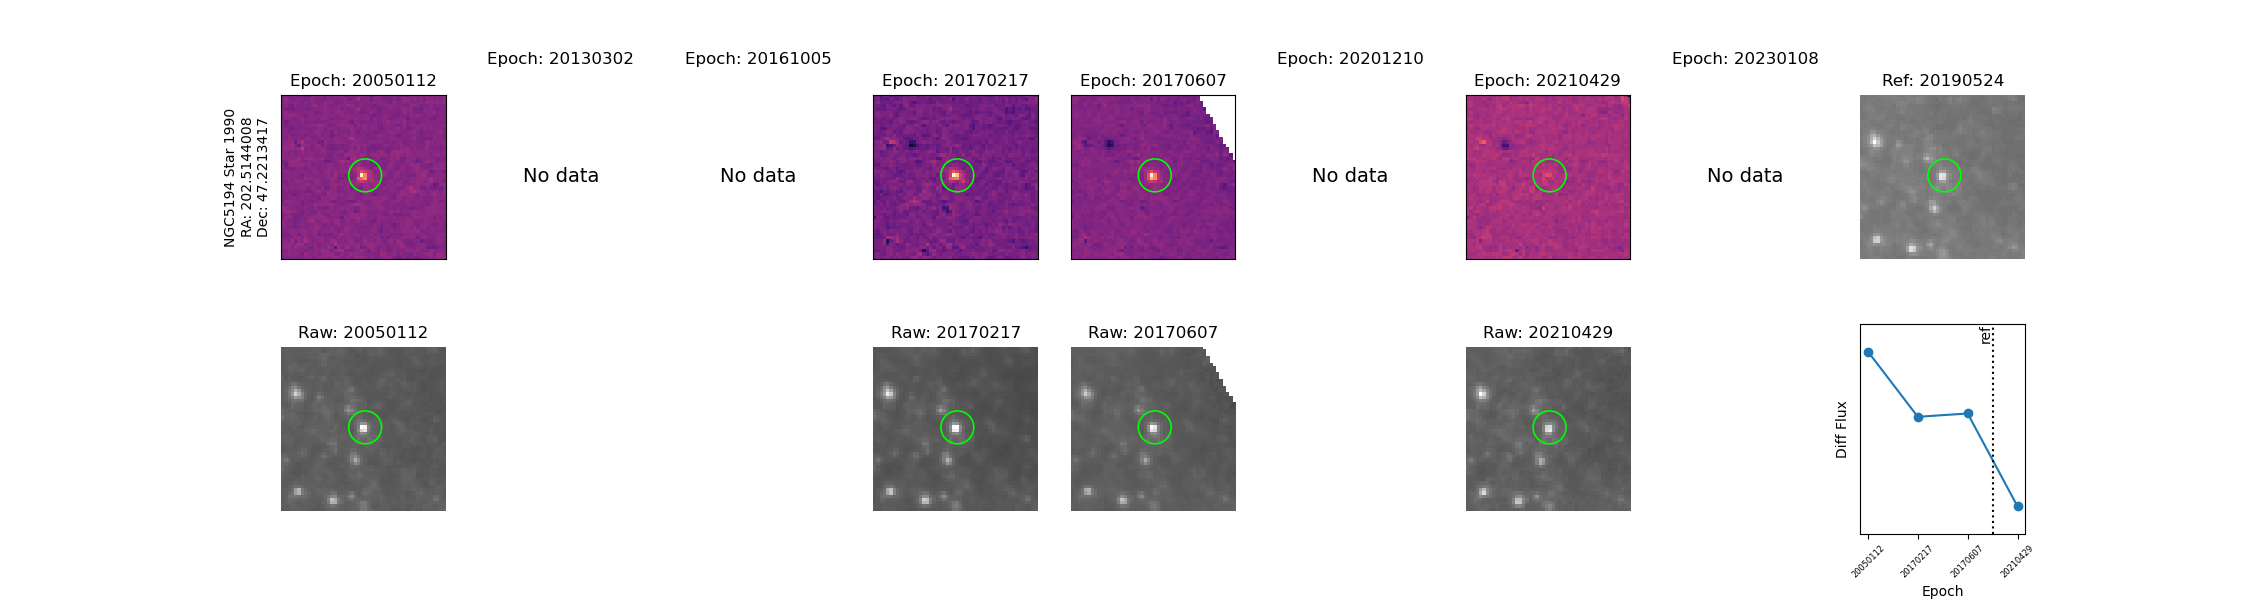 NGC5194 Star 1990
RA: 202.5144008
Dec: 47.2213417
Epoch: 20050112
Epoch: 20130302
No data
Epoch: 20161005
No data
Epoch: 20170217
Epoch: 20170607
Epoch: 20201210
No data
Epoch: 20210429
Epoch: 20230108
No data
Ref: 20190524
Raw: 20050112
Raw: 20170217
Raw: 20170607
Raw: 20210429
ref
Diff Flux
20050112
20170217
20170607
20210429
Epoch